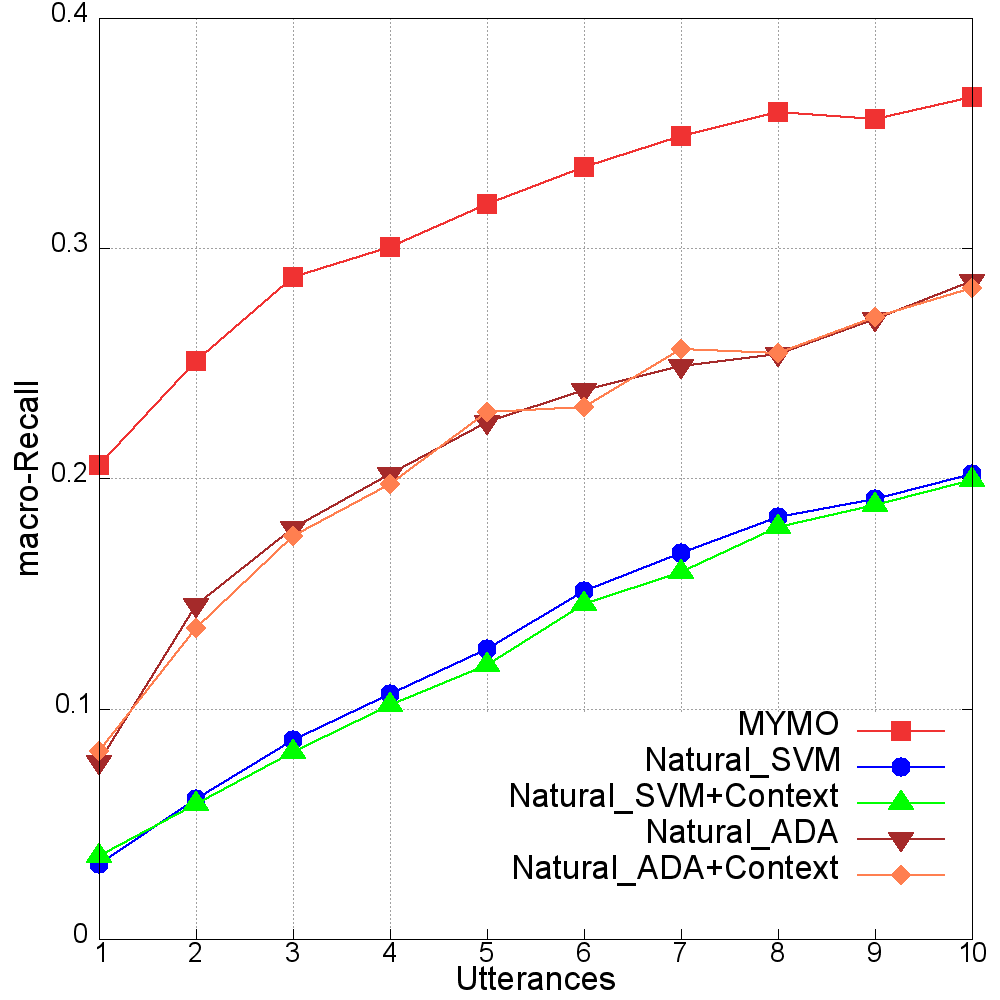 0.4
0.3
0.2
0.1
0
macro-Recall
MYMO
Natural_SVM
Natural_SVM+Context
Natural_ADA
Natural_ADA+Context
1 2 3 4 5 6 7 8 9 10
Utterances